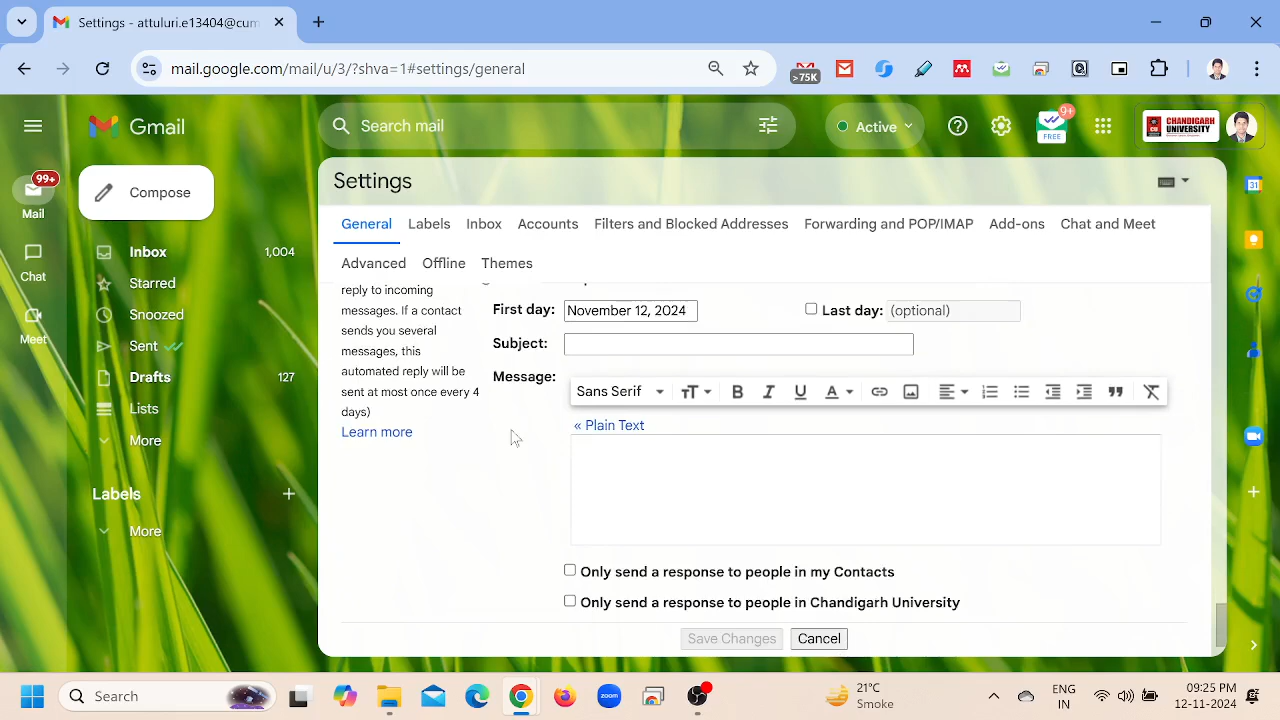 Settings - attuluri.e13404@cum
mail.google.com/mail/u/3/?shva=1#settings/general
>75K
Gmail
Search mail
Active
9+
FREE
CHANDIGARH
UNIVERSITY
99+
Mail
Chat
Meet
Compose
Inbox 1,004
Starred
Snoozed
Sent
Drafts 127
Lists
More
Labels
More
Settings
General Labels Inbox Accounts Filters and Blocked Addresses Forwarding and POP/IMAP Add-ons Chat and Meet
Advanced Offline Themes
reply to incoming
messages. If a contact
sends you several
messages, this
automated reply will be
sent at most once every 4
days)
Learn more
First day: November 12, 2024 Last day: (optional)
Subject:
Message:
Sans Serif
« Plain Text
Only send a response to people in my Contacts
Only send a response to people in Chandigarh University
Save Changes Cancel
31
Search
zoom
21°C
Smoke
ENG
IN
09:25 PM
12-11-2024